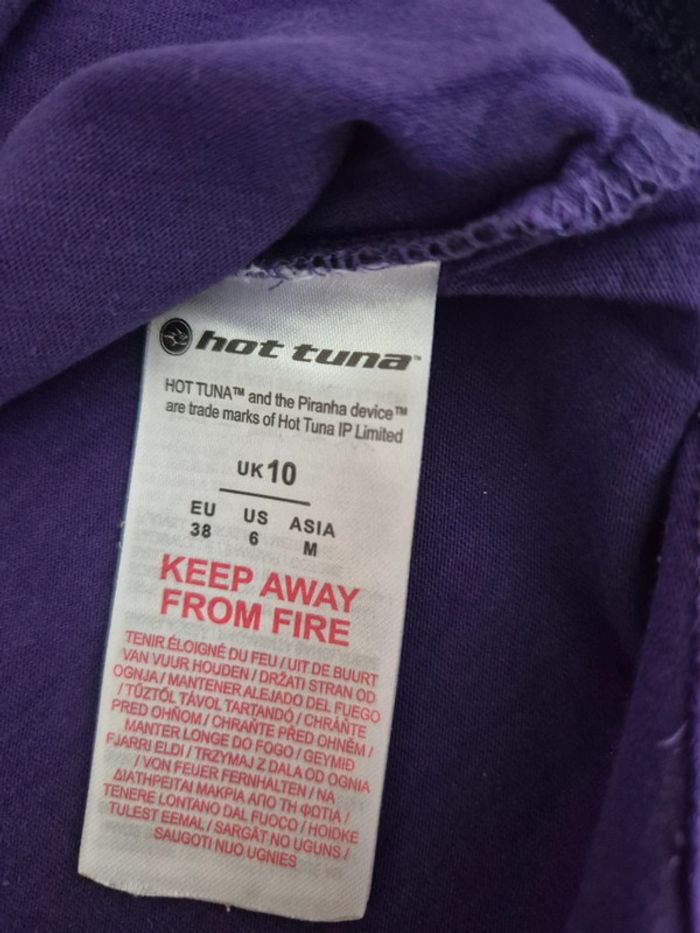 hot tuna™
HOT TUNA™ and the Piranha device™
are trade marks of Hot Tuna IP Limited
UK 10
EU US ASIA
38 6 M
KEEP AWAY
FROM FIRE
TENIR ÉLOIGNÉ DU FEU / UIT DE BUURT
VAN VUUR HOUDEN / DRŽATI STRAN OD
OGNJA / MANTENER ALEJADO DEL FUEGO
/ TŰZTŐL TÁVOL TARTANDÓ / CHRÁŇTE
PRED OHŇOM / CHRAŇTE PŘED OHNĚM /
MANTER LONGE DO FOGO / GEYMIÐ
FJARRI ELDI / TRZYMAJ Z DALA OD OGNIA
/ VON FEUER FERNHALTEN / NA
ΔΙΑΤΗΡΕΙΤΑΙ ΜΑΚΡΙΑ ΑΠΟ ΤΗ ΦΩΤΙΑ /
TENERE LONTANO DAL FUOCO / HOIDKE
TULEST EEMAL / SARGĀT NO UGUNS /
SAUGOTI NUO UGNIES